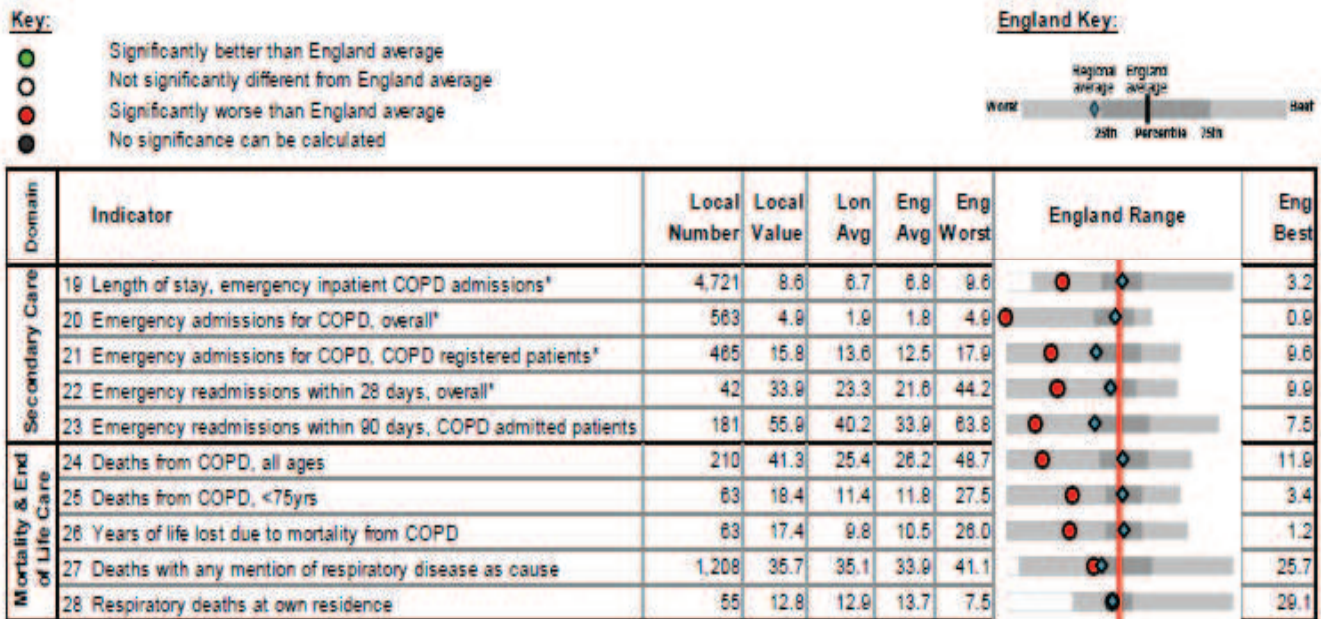 Key:
Significantly better than England average
Not significantly different from England average
Significantly worse than England average
No significance can be calculated
England Key:
Regional average England average
Worst Best
25th Percentile 75th
Domain Indicator Local Number Local Value Lon Avg Eng Avg Eng Worst England Range Eng Best
Secondary Care
19 Length of stay, emergency inpatient COPD admissions* 4,721 8.6 6.7 6.8 9.6 3.2
20 Emergency admissions for COPD, overall* 563 4.9 1.9 1.8 4.9 0.9
21 Emergency admissions for COPD, COPD registered patients* 465 15.8 13.6 12.5 17.9 9.6
22 Emergency readmissions within 28 days, overall* 42 33.9 23.3 21.6 44.2 9.9
23 Emergency readmissions within 90 days, COPD admitted patients 181 55.9 40.2 33.9 63.8 7.5
Mortality & End of Life Care
24 Deaths from COPD, all ages 210 41.3 25.4 26.2 48.7 11.9
25 Deaths from COPD, <75yrs 63 18.4 11.4 11.8 27.5 3.4
26 Years of life lost due to mortality from COPD 63 17.4 9.8 10.5 26.0 1.2
27 Deaths with any mention of respiratory disease as cause 1,208 35.7 35.1 33.9 41.1 25.7
28 Respiratory deaths at own residence 55 12.8 12.9 13.7 7.5 29.1